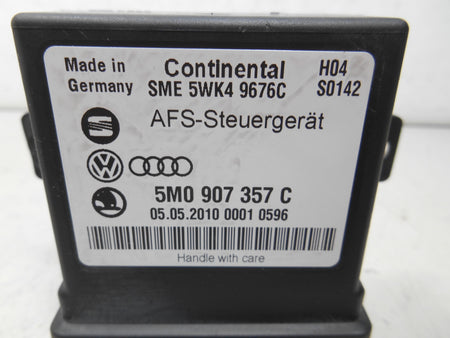 Made in
Germany
Continental
SME 5WK4 9676C
H04
S0142
AFS-Steuergerät
5M0 907 357 C
05.05.2010 0001 0596
Handle with care